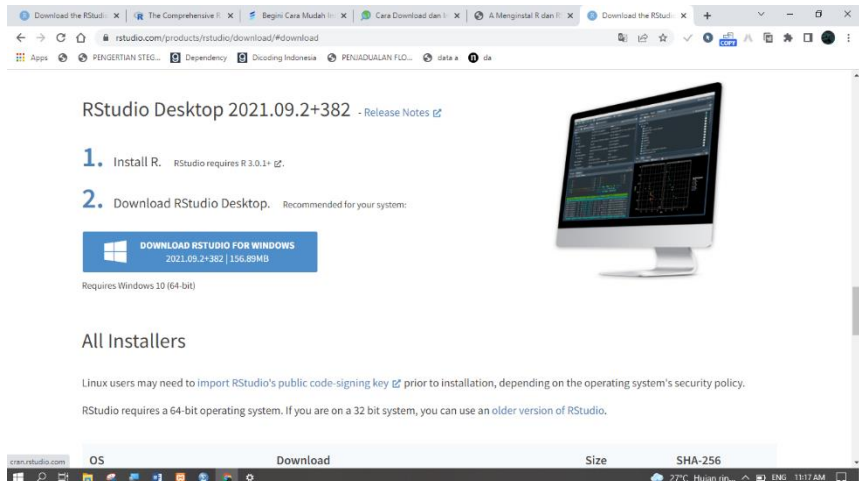 Download the RStudi
The Comprehensive R
Begini Cara Mudah In
Cara Download dan I
A Menginstal R dan R
Download the RStudi
rstudio.com/products/rstudio/download/#download
Apps
PENGERTIAN STEG...
Dependency
Dicoding Indonesia
PENJADUALAN FLO...
data a
da
RStudio Desktop 2021.09.2+382 - Release Notes
1. Install R. RStudio requires R 3.0.1+.
2. Download RStudio Desktop. Recommended for your system:
DOWNLOAD RSTUDIO FOR WINDOWS
2021.09.2+382 | 156.89MB
Requires Windows 10 (64-bit)
All Installers
Linux users may need to import RStudio's public code-signing key prior to installation, depending on the operating system's security policy.
RStudio requires a 64-bit operating system. If you are on a 32 bit system, you can use an older version of RStudio.
OS Download Size SHA-256
cran.rstudio.com
27°C Hujan rin... ENG 11:17 AM